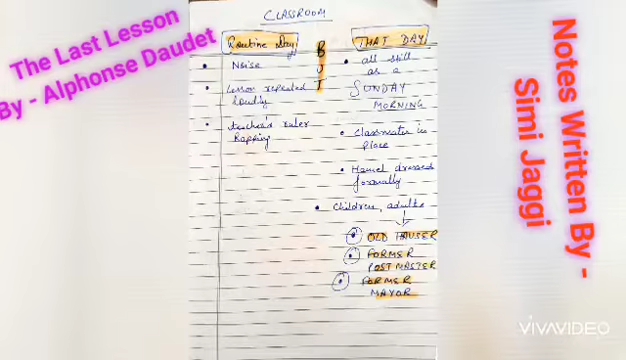 The Last Lesson
By - Alphonse Daudet
CLASSROOM
Routine Day
• Noise
• Lesson repeated
loudly
• teacher's ruler
Rapping
BUT
THAT DAY
• all still
as a
SUNDAY
MORNING
• Classmates in
place
• Hamel dressed
formally
• Children, adults
• OLD HAUSER
• FORMER
POSTMASTER
• FORMER
MAYOR
Notes Written By -
Simi Jaggi
VIVAVIDEO